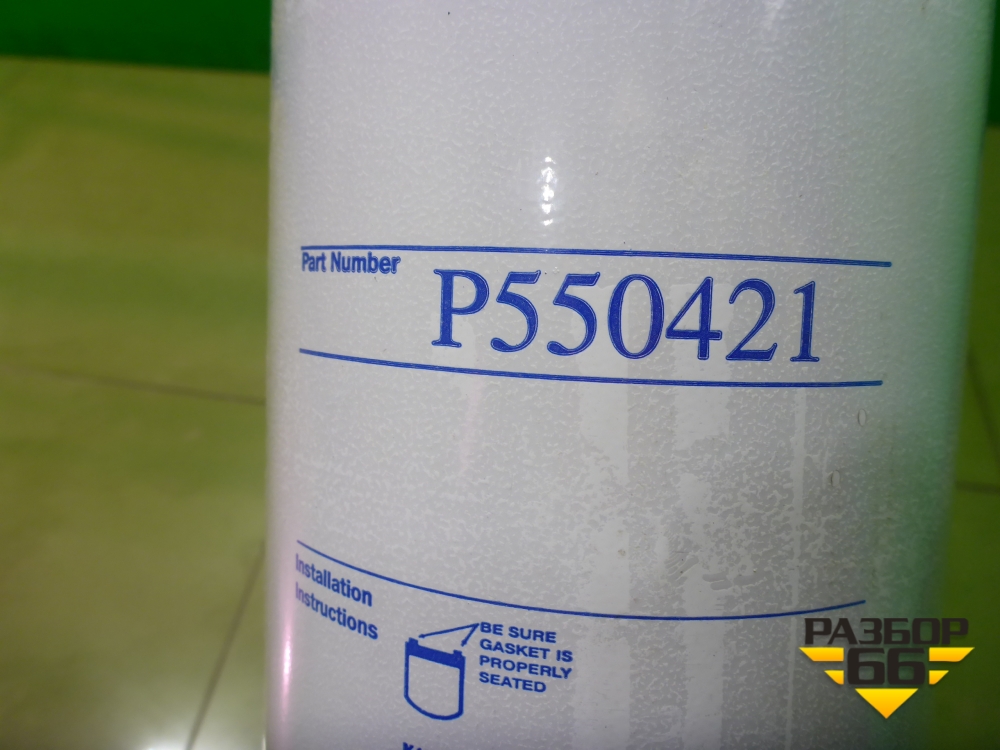 Part Number
P550421
Installation
Instructions
BE SURE
GASKET IS
PROPERLY
SEATED
РАЗБОР
66